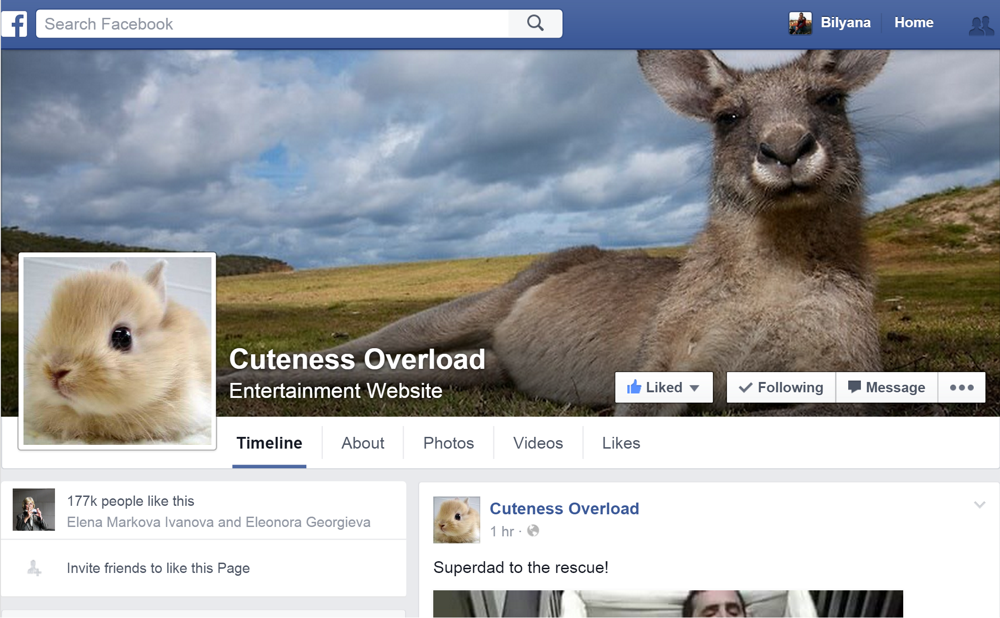 f Search Facebook Bilyana Home
Cuteness Overload
Entertainment Website
Liked Following Message
Timeline About Photos Videos Likes
177k people like this
Elena Markova Ivanova and Eleonora Georgieva
Invite friends to like this Page
Cuteness Overload
1 hr ·
Superdad to the rescue!